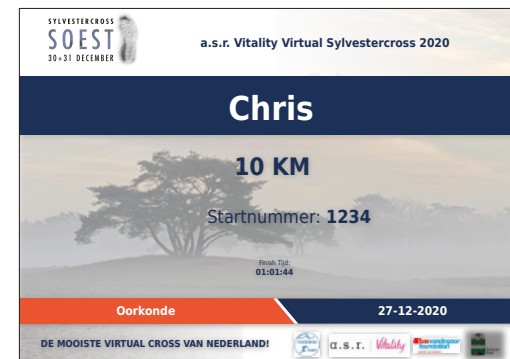 SYLVESTERCROSS
SOEST
30+31 DECEMBER
a.s.r. Vitality Virtual Sylvestercross 2020
Chris
10 KM
Startnummer: 1234
Finish Tijd:
01:01:44
Oorkonde
27-12-2020
DE MOOISTE VIRTUAL CROSS VAN NEDERLAND!
a.s.r.
Vitality